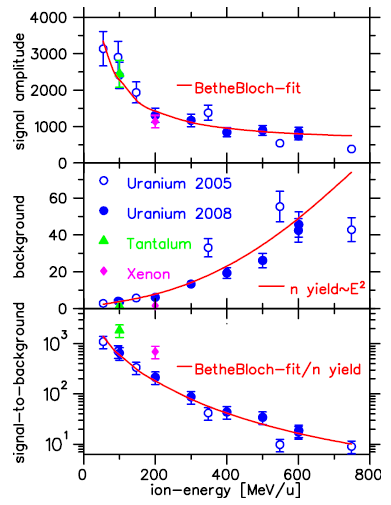 4000
3000
2000
1000
0
signal amplitude
BetheBloch-fit
60
40
20
0
background
Uranium 2005
Uranium 2008
Tantalum
Xenon
n yield~E²
10³
10²
10¹
signal-to-background
BetheBloch-fit/n yield
0 200 400 600 800
ion-energy [MeV/u]